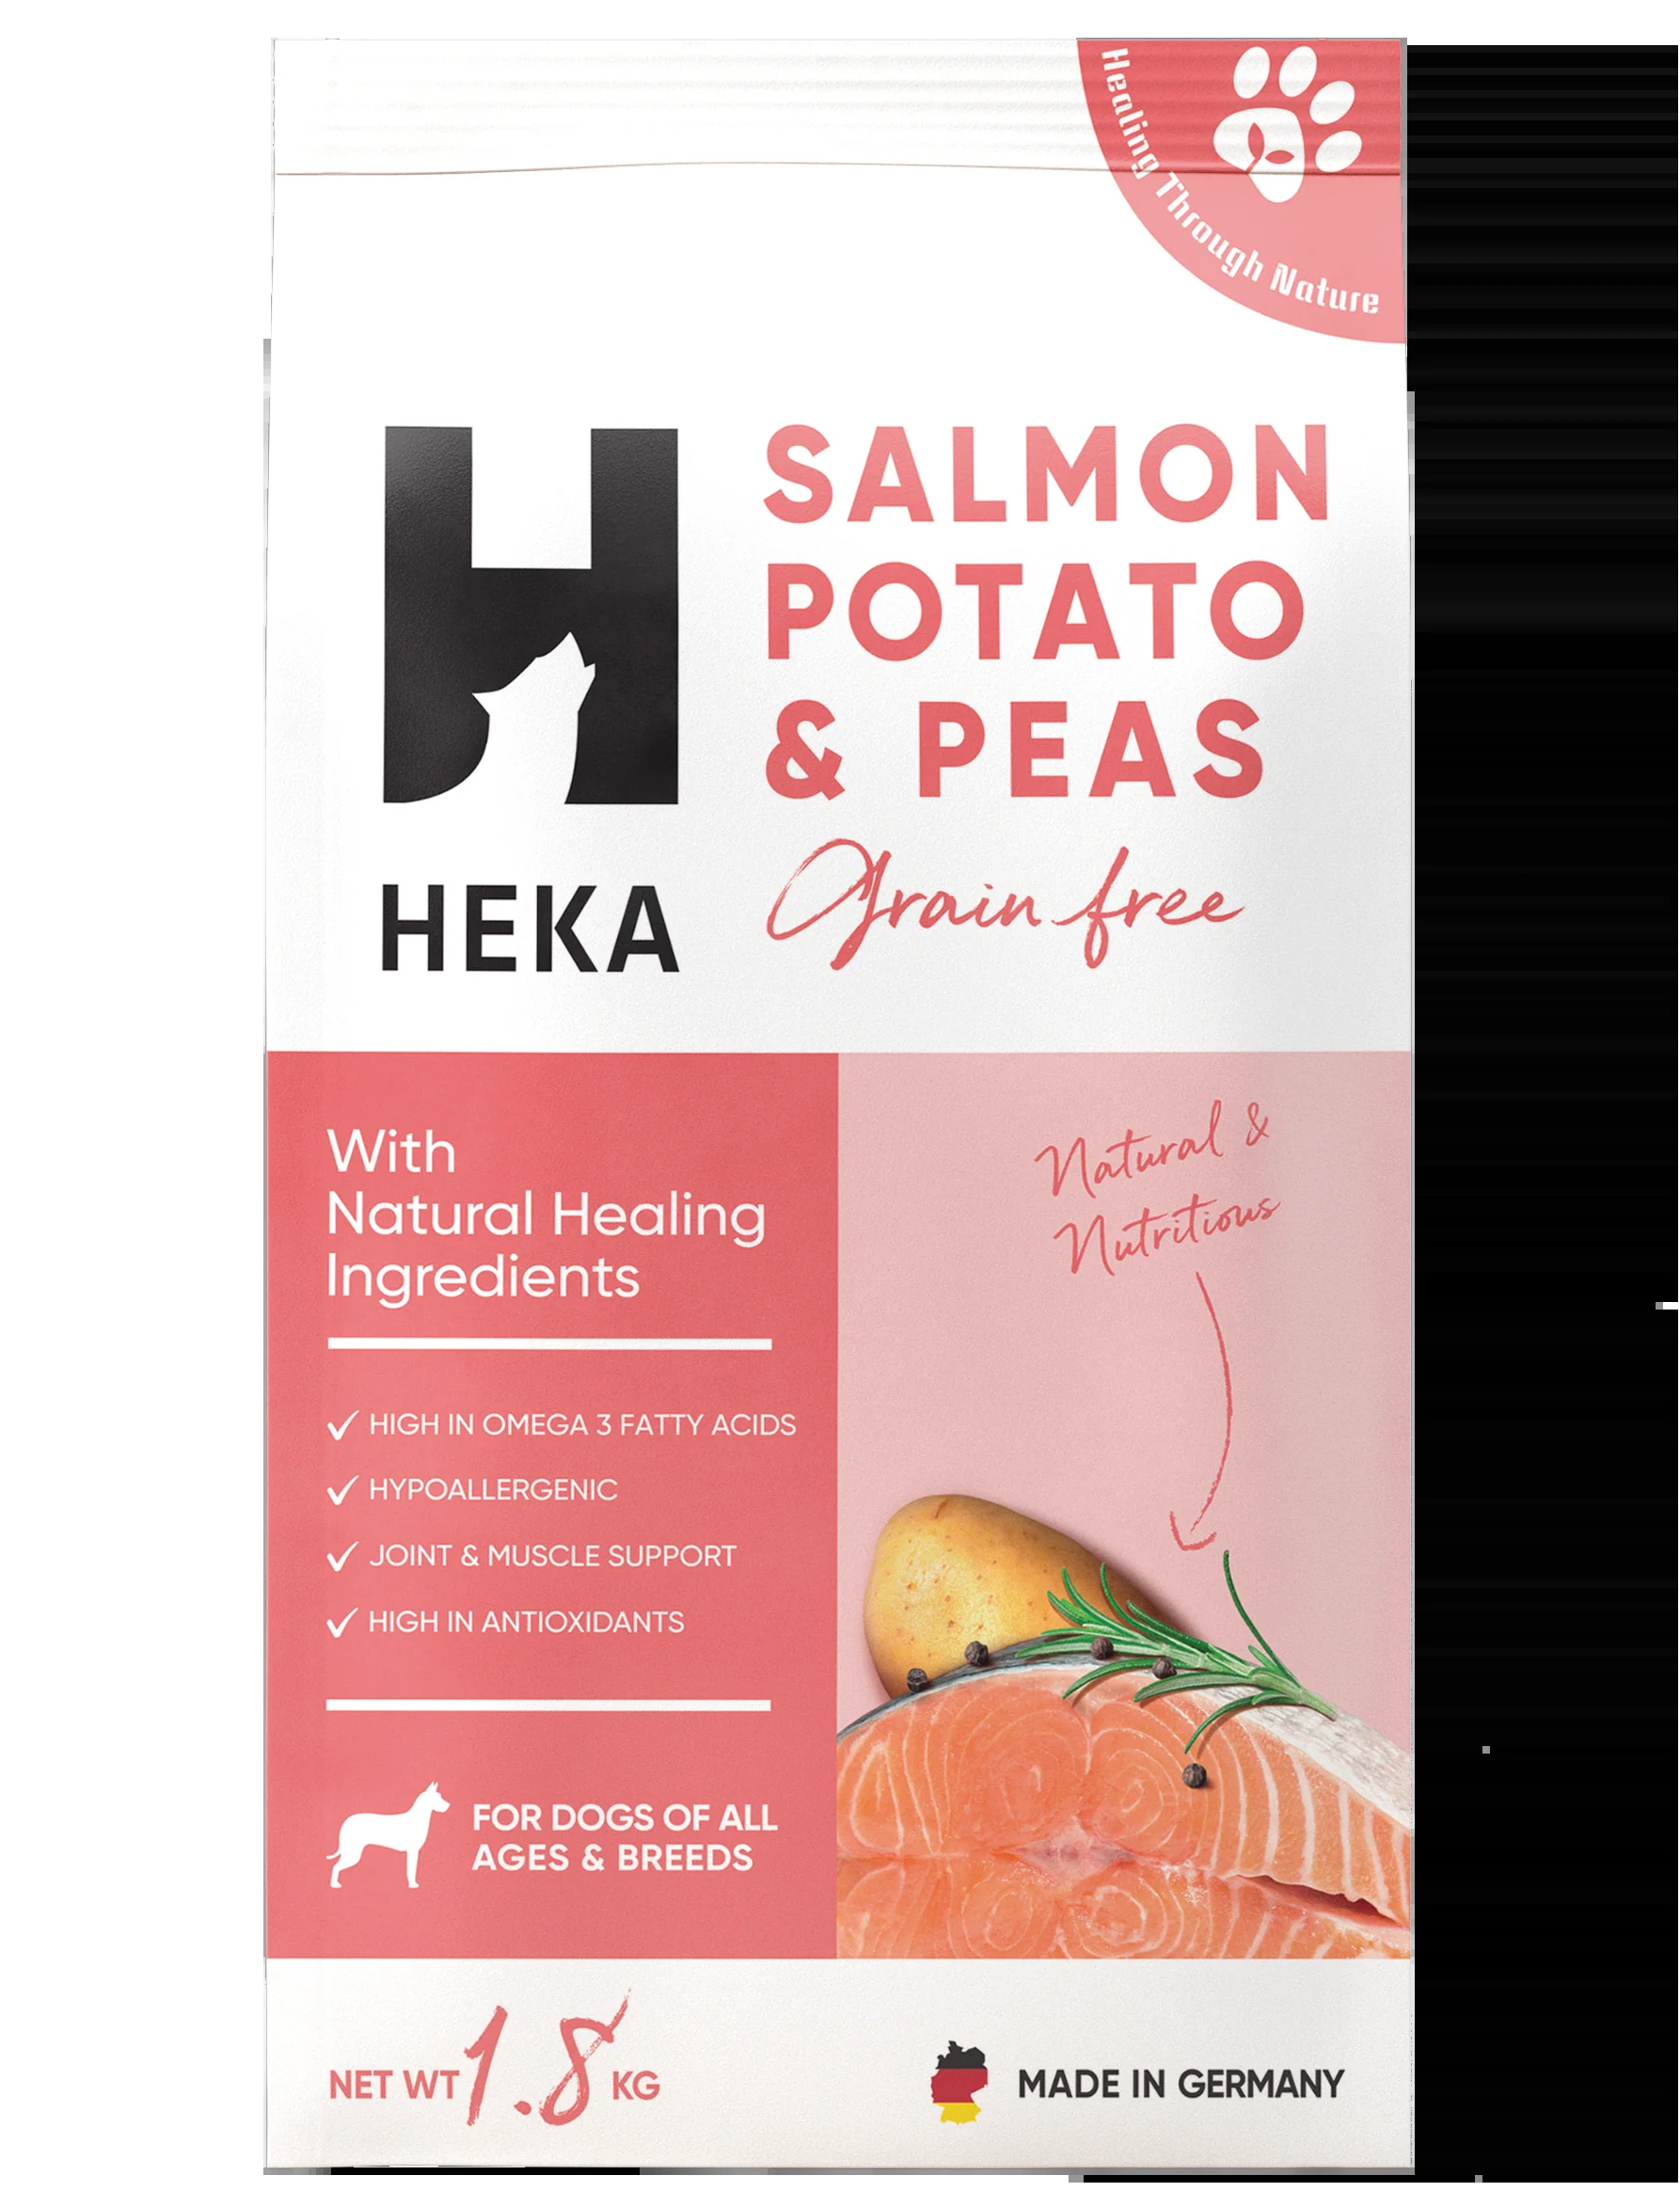 Healing Through Nature
SALMON
POTATO
& PEAS
Grain free
HEKA
With
Natural Healing
Ingredients
HIGH IN OMEGA 3 FATTY ACIDS
HYPOALLERGENIC
JOINT & MUSCLE SUPPORT
HIGH IN ANTIOXIDANTS
FOR DOGS OF ALL
AGES & BREEDS
Natural &
Nutritious
NET WT 1.8 KG
MADE IN GERMANY